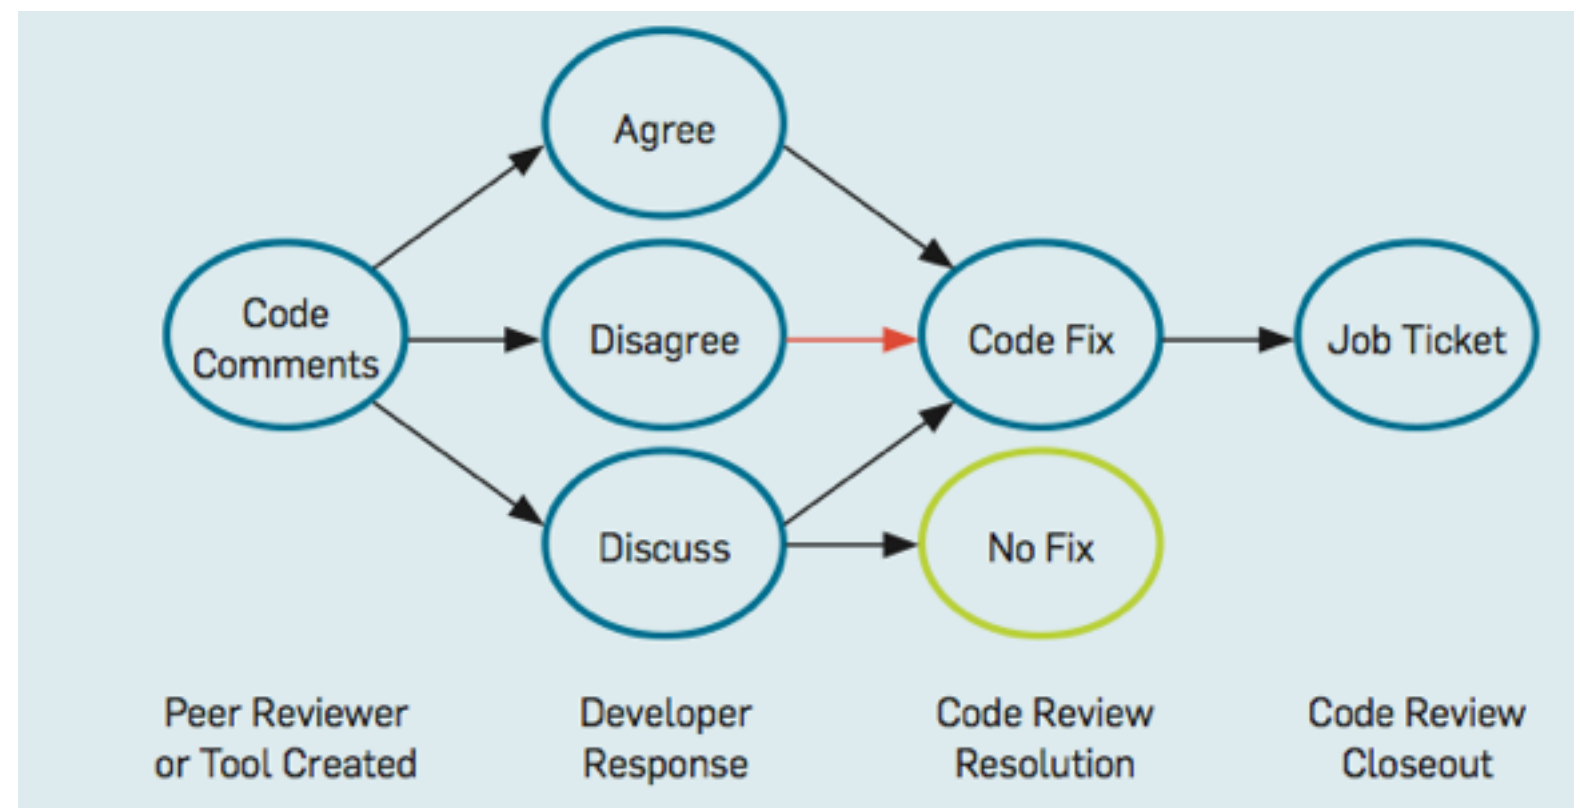 Agree
Code
Comments
Disagree
Code Fix
Job Ticket
Discuss
No Fix
Peer Reviewer
or Tool Created
Developer
Response
Code Review
Resolution
Code Review
Closeout